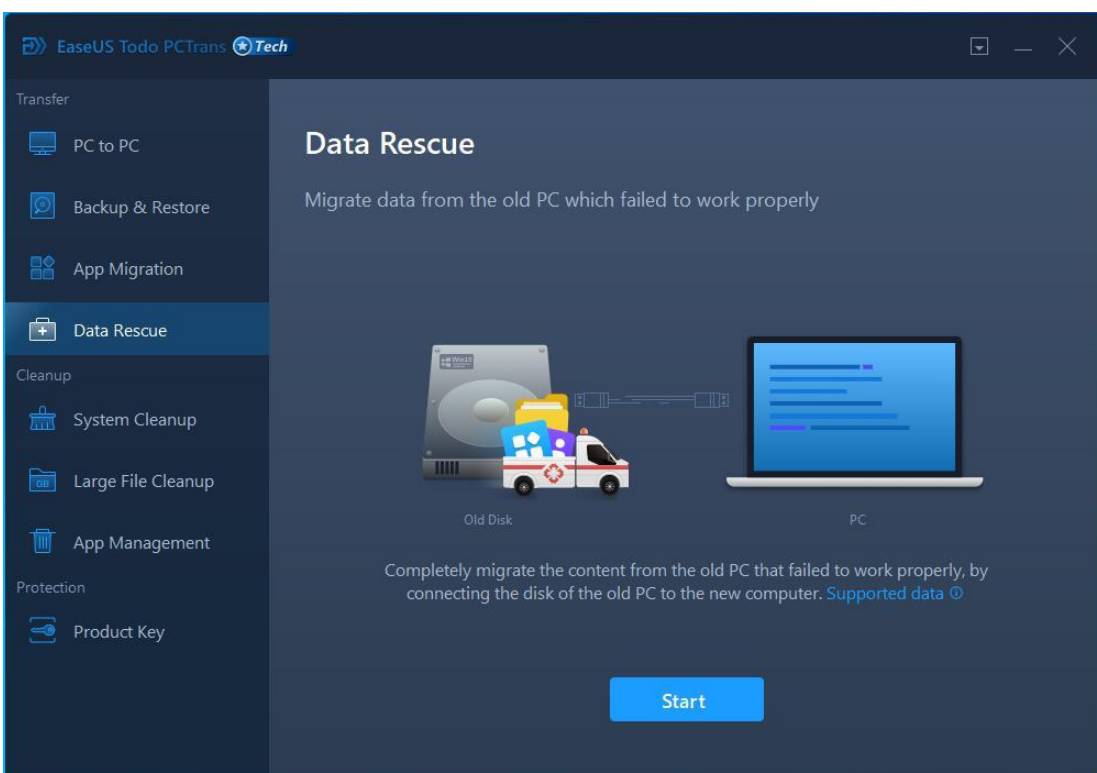 EaseUS Todo PCTrans Tech
Transfer
PC to PC
Backup & Restore
App Migration
Data Rescue
Cleanup
System Cleanup
GB
Large File Cleanup
App Management
Protection
Product Key
Data Rescue
Migrate data from the old PC which failed to work properly
Win10
Old Disk
PC
Completely migrate the content from the old PC that failed to work properly, by
connecting the disk of the old PC to the new computer. Supported data
Start